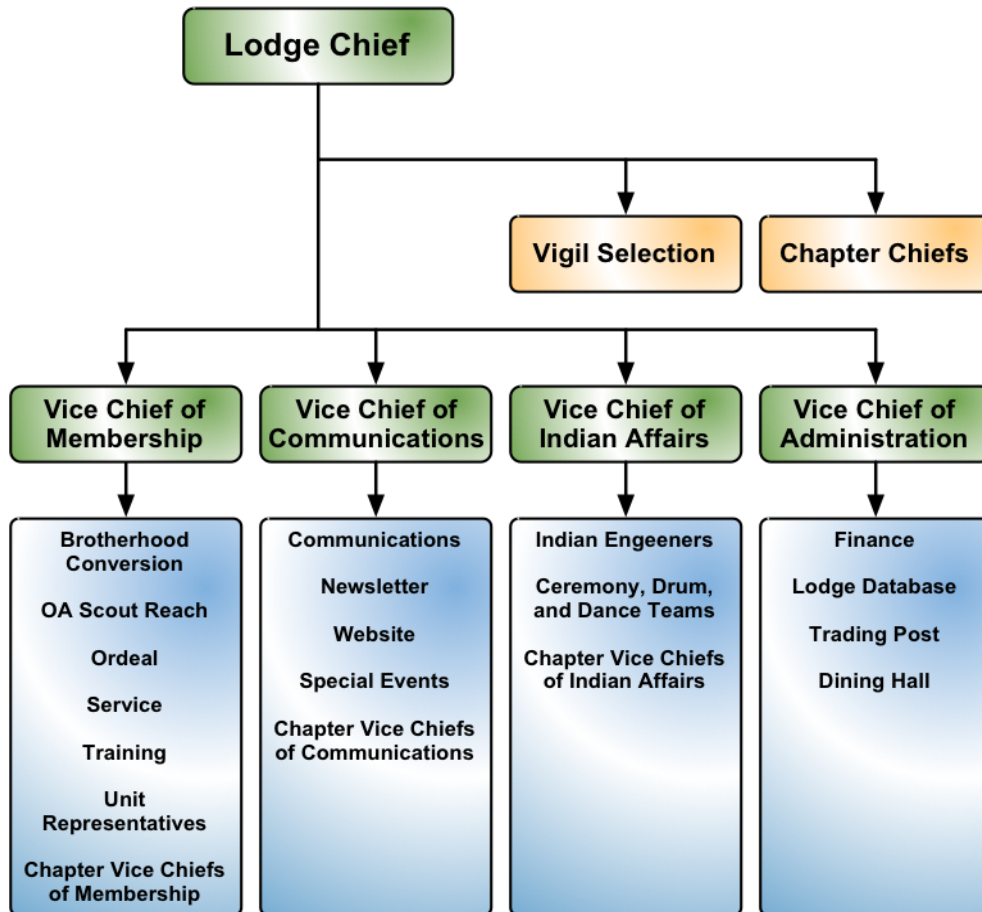 Lodge Chief
Vigil Selection
Chapter Chiefs
Vice Chief of
Membership
Vice Chief of
Communications
Vice Chief of
Indian Affairs
Vice Chief of
Administration
Brotherhood
Conversion
OA Scout Reach
Ordeal
Service
Training
Unit
Representatives
Chapter Vice Chiefs
of Membership
Communications
Newsletter
Website
Special Events
Chapter Vice Chiefs
of Communications
Indian Engeeners
Ceremony, Drum,
and Dance Teams
Chapter Vice Chiefs
of Indian Affairs
Finance
Lodge Database
Trading Post
Dining Hall